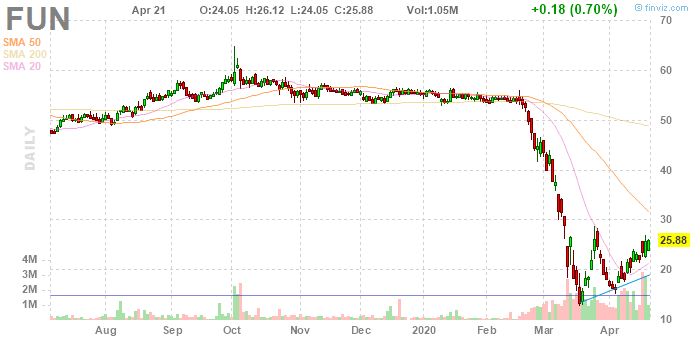 FUN Apr 21 O:24.05 H:26.12 L:24.05 C:25.88 Vol:1.05M +0.18 (0.70%) © finviz.com
SMA 50
SMA 200
SMA 20
DAILY
70
60
50
40
30
25.88
20
10
4M
3M
2M
1M
Aug Sep Oct Nov Dec 2020 Feb Mar Apr